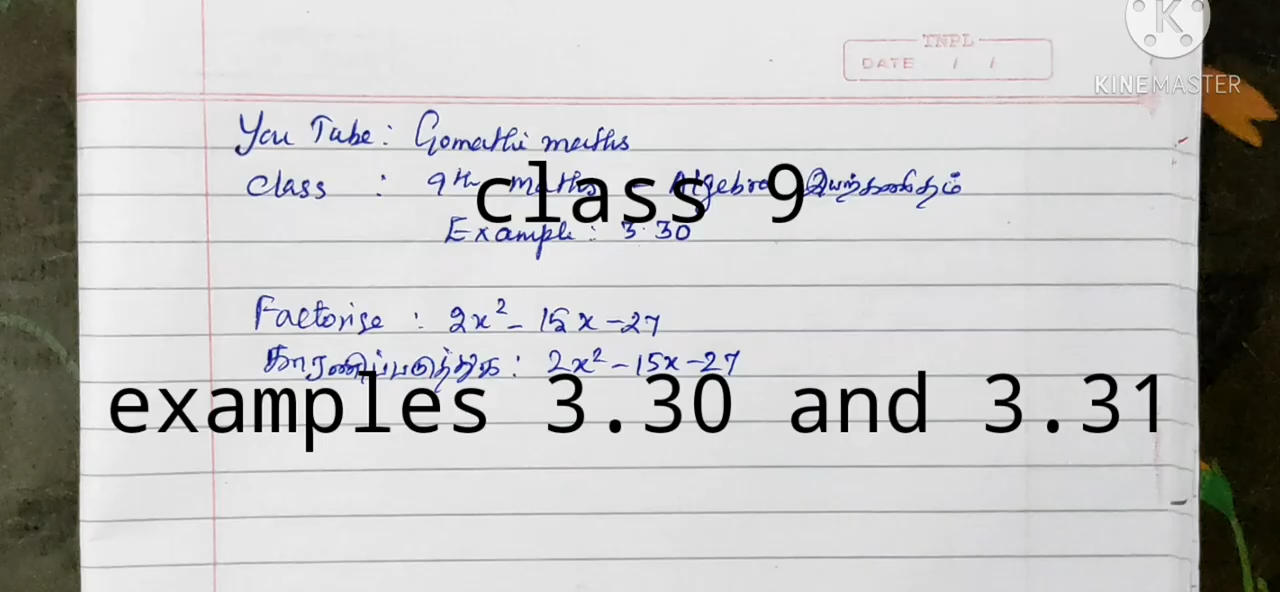 TNPL
DATE / /
K
KINEMASTER
You Tube : Gomathi maths
class : 9th maths - Algebra இயற்கணிதம்
class 9
Example : 3.30
Factorise : 2x² - 15x - 27
காரணிப்படுத்துக : 2x² - 15x - 27
examples 3.30 and 3.31